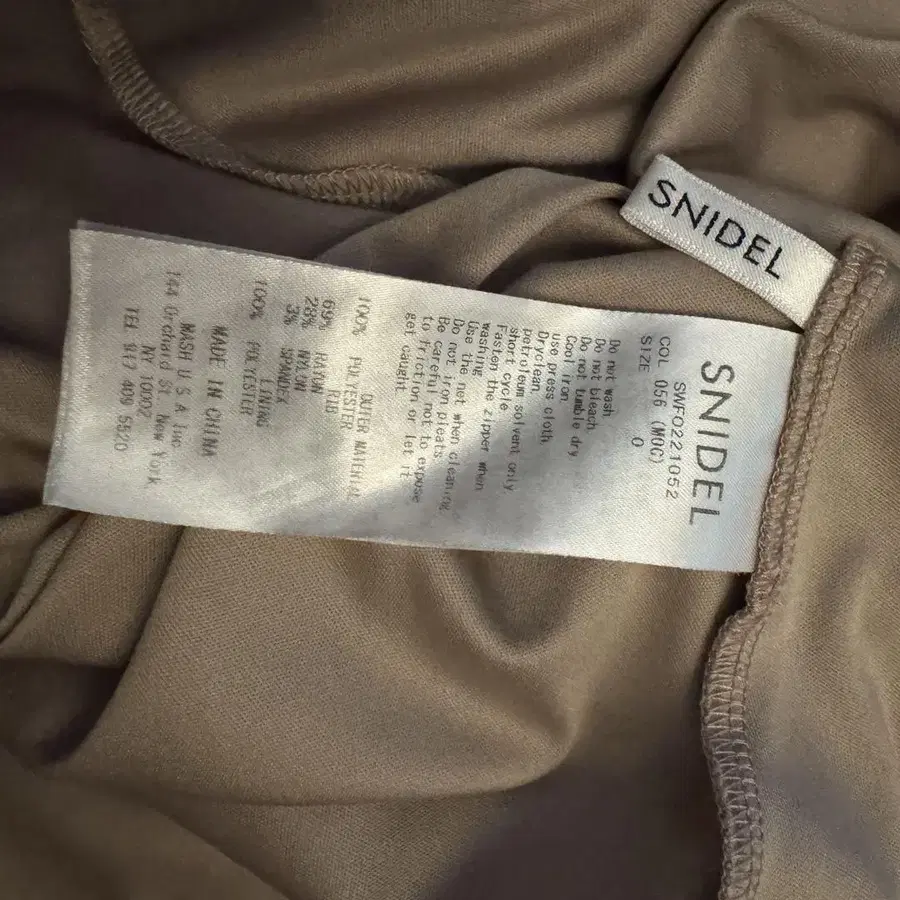 SNIDEL
SNIDEL
SWFO221052
COL 056 (MOG)
SIZE 0
Do not wash.
Do not bleach.
Do not tumble dry.
Cool iron
use press cloth
Dryclean.
petroleum solvent only.
short cycle
Fasten the zipper when
washing.
Use the net when cleaning.
Do not iron pleats.
Be careful not to expose
to friction or let it
get caught.
OUTER MATERIAL
100% POLYESTER
RIB
69% RAYON
28% NYLON
3% SPANDEX
LINING
100% POLYESTER
MADE IN CHINA
MASH U S A Inc
144 Orchard St New York
NY 10002
TEL 917 409 5520